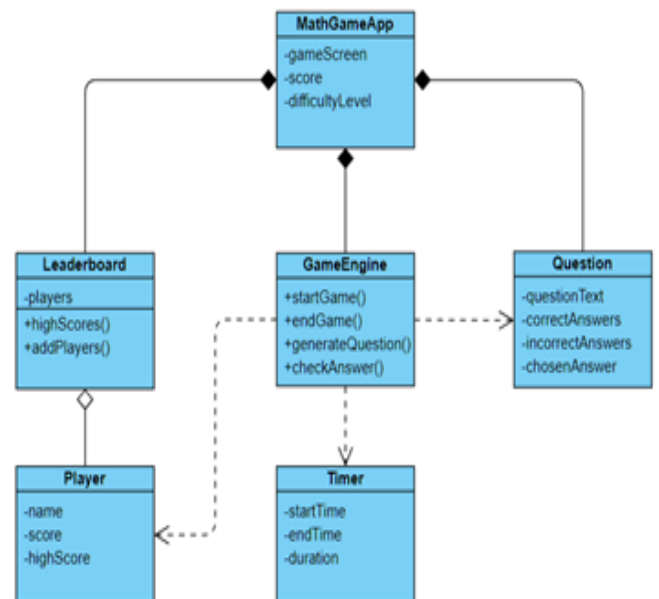 MathGameApp
-gameScreen
-score
-difficultyLevel
Leaderboard
-players
+highScores()
+addPlayers()
GameEngine
+startGame()
+endGame()
+generateQuestion()
+checkAnswer()
Question
-questionText
-correctAnswers
-incorrectAnswers
-chosenAnswer
Player
-name
-score
-highScore
Timer
-startTime
-endTime
-duration